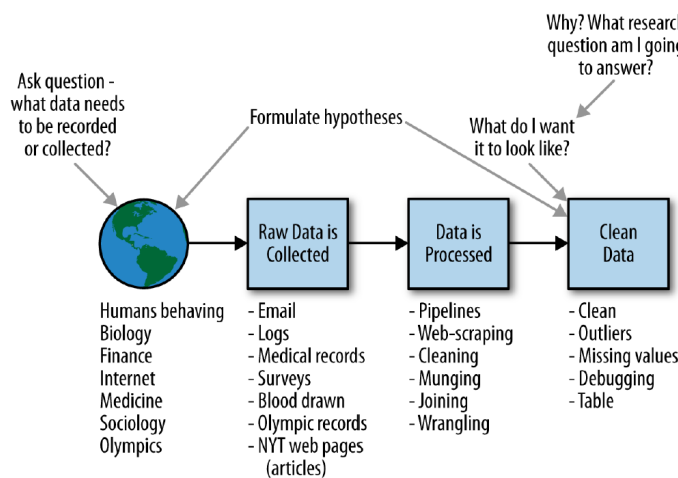 Why? What research
question am I going
to answer?
Ask question -
what data needs
to be recorded
or collected?
Formulate hypotheses
What do I want
it to look like?
Raw Data is
Collected
Data is
Processed
Clean
Data
Humans behaving
Biology
Finance
Internet
Medicine
Sociology
Olympics
- Email
- Logs
- Medical records
- Surveys
- Blood drawn
- Olympic records
- NYT web pages
(articles)
- Pipelines
- Web-scraping
- Cleaning
- Munging
- Joining
- Wrangling
- Clean
- Outliers
- Missing values
- Debugging
- Table